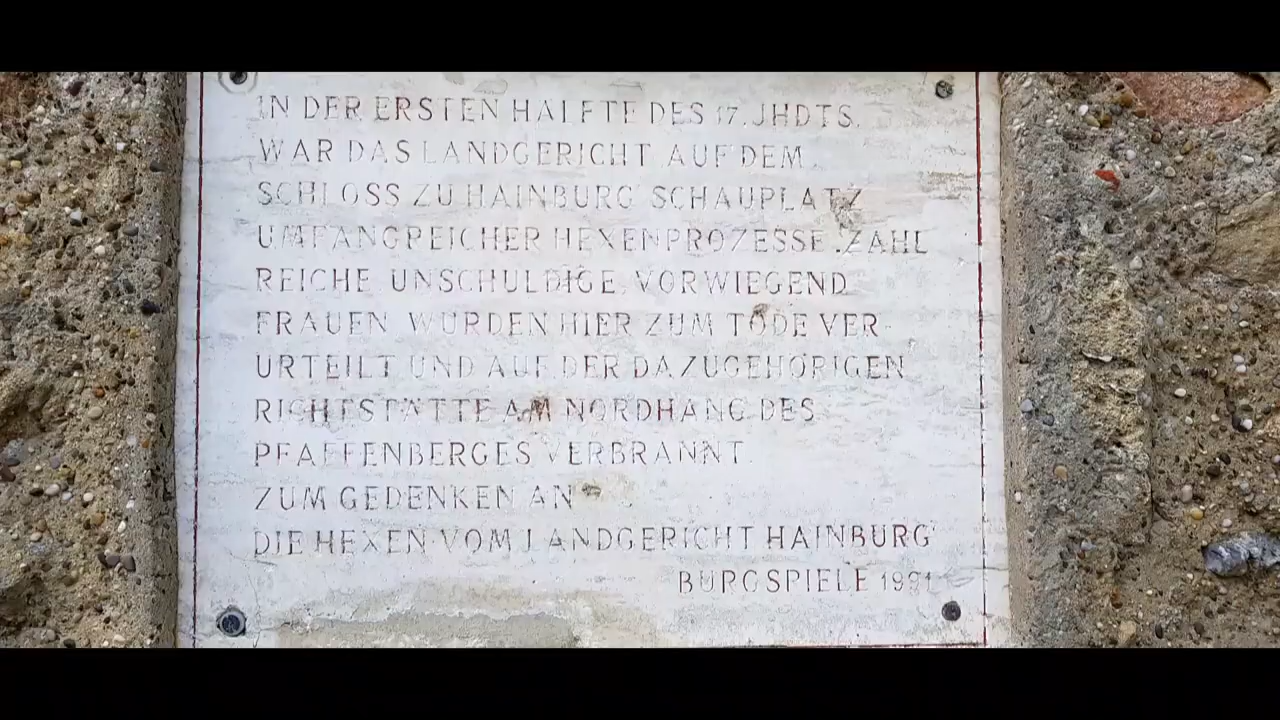 IN DER ERSTEN HÄLFTE DES 17. JHDTS.
WAR DAS LANDGERICHT AUF DEM
SCHLOSS ZU HAINBURG SCHAUPLATZ
UMFANGREICHER HEXENPROZESSE. ZAHL
REICHE UNSCHULDIGE, VORWIEGEND
FRAUEN, WURDEN HIER ZUM TODE VER-
URTEILT UND AUF DER DAZUGEHÖRIGEN
RICHTSTÄTTE AM NORDHANG DES
PFAFFENBERGES VERBRANNT.
ZUM GEDENKEN AN
DIE HEXEN VOM LANDGERICHT HAINBURG
BURGSPIELE